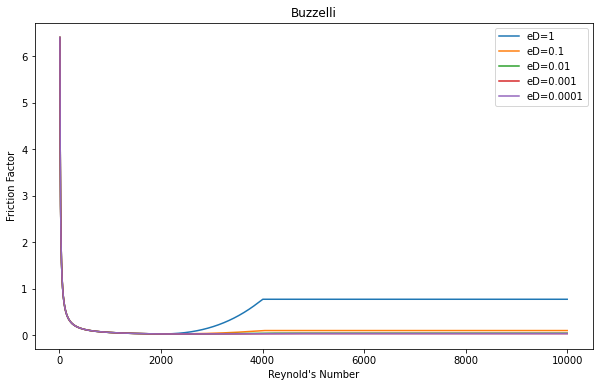 Buzzelli
eD=1
eD=0.1
eD=0.01
eD=0.001
eD=0.0001
6
5
4
3
2
1
0
Friction Factor
0 2000 4000 6000 8000 10000
Reynold's Number